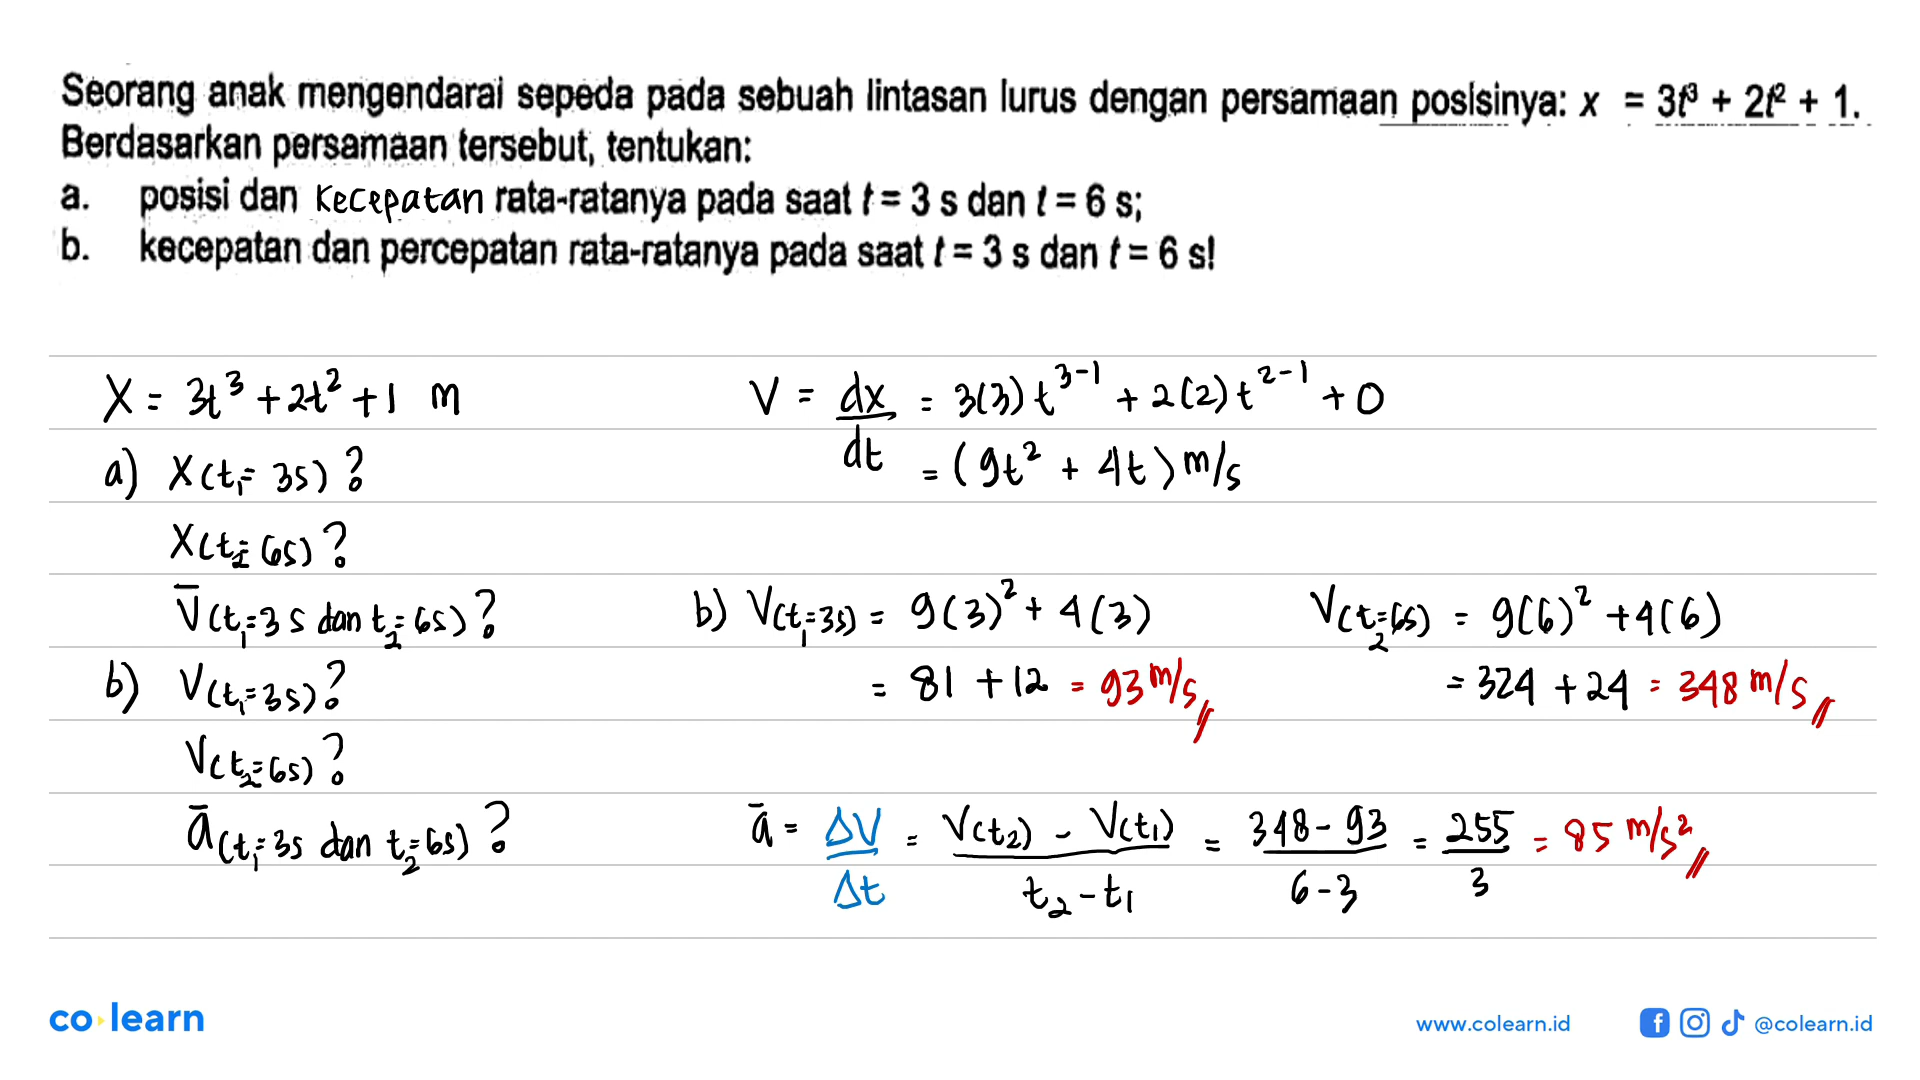 Seorang anak mengendarai sepeda pada sebuah lintasan lurus dengan persamaan posisinya: x = 3t³ + 2t² + 1.
Berdasarkan persamaan tersebut, tentukan:
a. posisi dan kecepatan rata-ratanya pada saat t = 3 s dan t = 6 s;
b. kecepatan dan percepatan rata-ratanya pada saat t = 3 s dan t = 6 s!
X = 3t³ + 2t² + 1 m
a) X(t₁ = 3s)?
X(t₂ = 6s)?
V̄(t₁ = 3 s dan t₂ = 6s)?
b) V(t₁ = 3s)?
V(t₂ = 6s)?
ā(t₁ = 3s dan t₂ = 6s)?
V = dx/dt = 3(3)t³⁻¹ + 2(2)t²⁻¹ + 0
= (9t² + 4t) m/s
b) V(t₁ = 3s) = 9(3)² + 4(3)
= 81 + 12 = 93 m/s
V(t₂ = 6s) = 9(6)² + 4(6)
= 324 + 24 = 348 m/s
ā = ΔV/Δt = V(t₂) - V(t₁)/t₂ - t₁ = 348 - 93/6 - 3 = 255/3 = 85 m/s²
co learn
www.colearn.id
@colearn.id